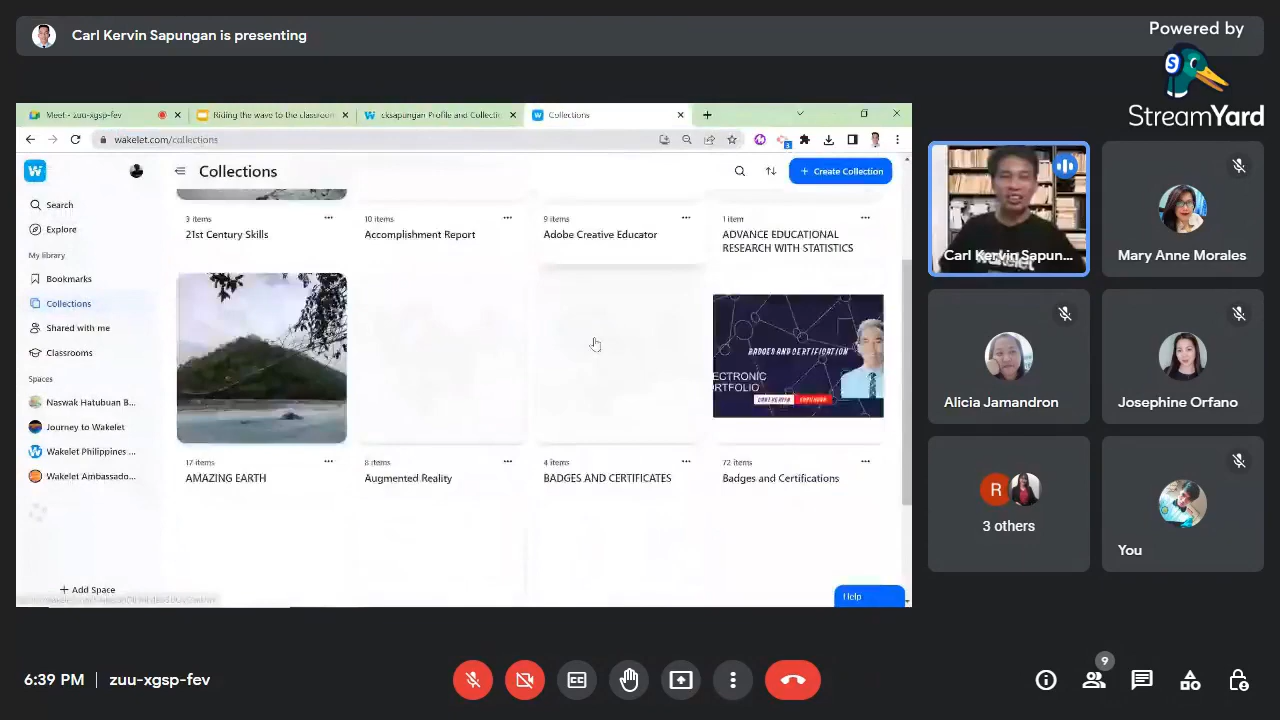 Carl Kervin Sapungan is presenting
Powered by
StreamYard
Meet - zuu-xgsp-fev
Riding the wave to the classroom
cksapungan Profile and Collectio
Collections
wakelet.com/collections
Collections
+ Create Collection
Search
Explore
My library
Bookmarks
Collections
Shared with me
Classrooms
Spaces
Naswak Hatubuan B...
Journey to Wakelet
Wakelet Philippines ...
Wakelet Ambassado...
+ Add Space
3 items
21st Century Skills
10 items
Accomplishment Report
9 items
Adobe Creative Educator
1 item
ADVANCE EDUCATIONAL
RESEARCH WITH STATISTICS
17 items
AMAZING EARTH
8 items
Augmented Reality
4 items
BADGES AND CERTIFICATES
BADGES AND CERTIFICATION
ECTRONIC
ORTFOLIO
CARL KERVIN SAPUNGAN
72 items
Badges and Certifications
Help
Carl Kervin Sapun...
Mary Anne Morales
Alicia Jamandron
Josephine Orfano
R
3 others
You
6:39 PM | zuu-xgsp-fev
9